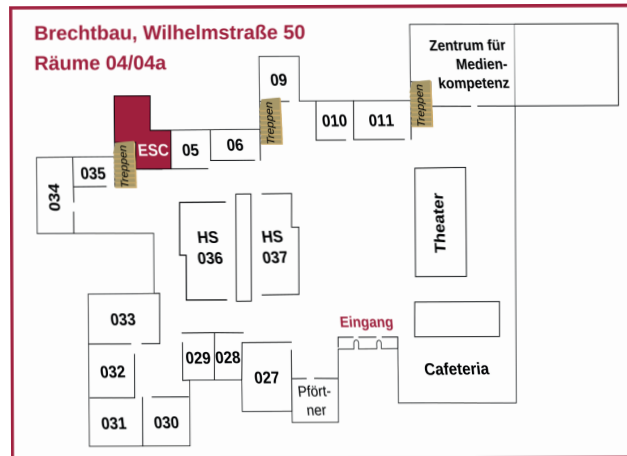 Brechtbau, Wilhelmstraße 50
Räume 04/04a
Zentrum für
Medien-
kompetenz
09
Treppen
010
011
Treppen
ESC
05
06
Treppen
035
034
HS
036
HS
037
Theater
033
Eingang
029
028
027
032
Cafeteria
Pfört-
ner
031
030